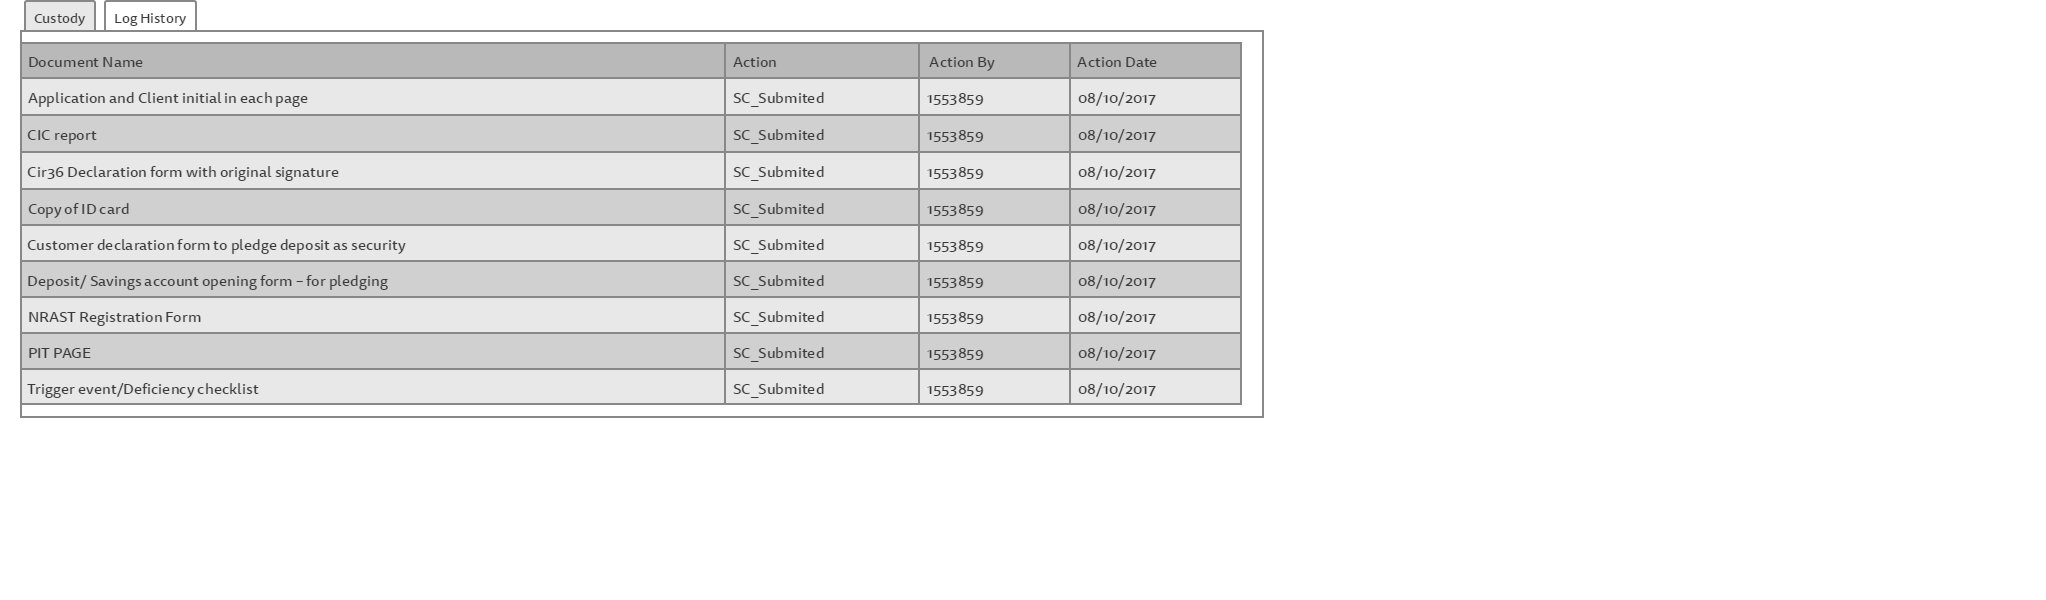 Custody Log History
Document Name Action Action By Action Date
Application and Client initial in each page SC_Submited 1553859 08/10/2017
CIC report SC_Submited 1553859 08/10/2017
Cir36 Declaration form with original signature SC_Submited 1553859 08/10/2017
Copy of ID card SC_Submited 1553859 08/10/2017
Customer declaration form to pledge deposit as security SC_Submited 1553859 08/10/2017
Deposit/ Savings account opening form – for pledging SC_Submited 1553859 08/10/2017
NRAST Registration Form SC_Submited 1553859 08/10/2017
PIT PAGE SC_Submited 1553859 08/10/2017
Trigger event/Deficiency checklist SC_Submited 1553859 08/10/2017